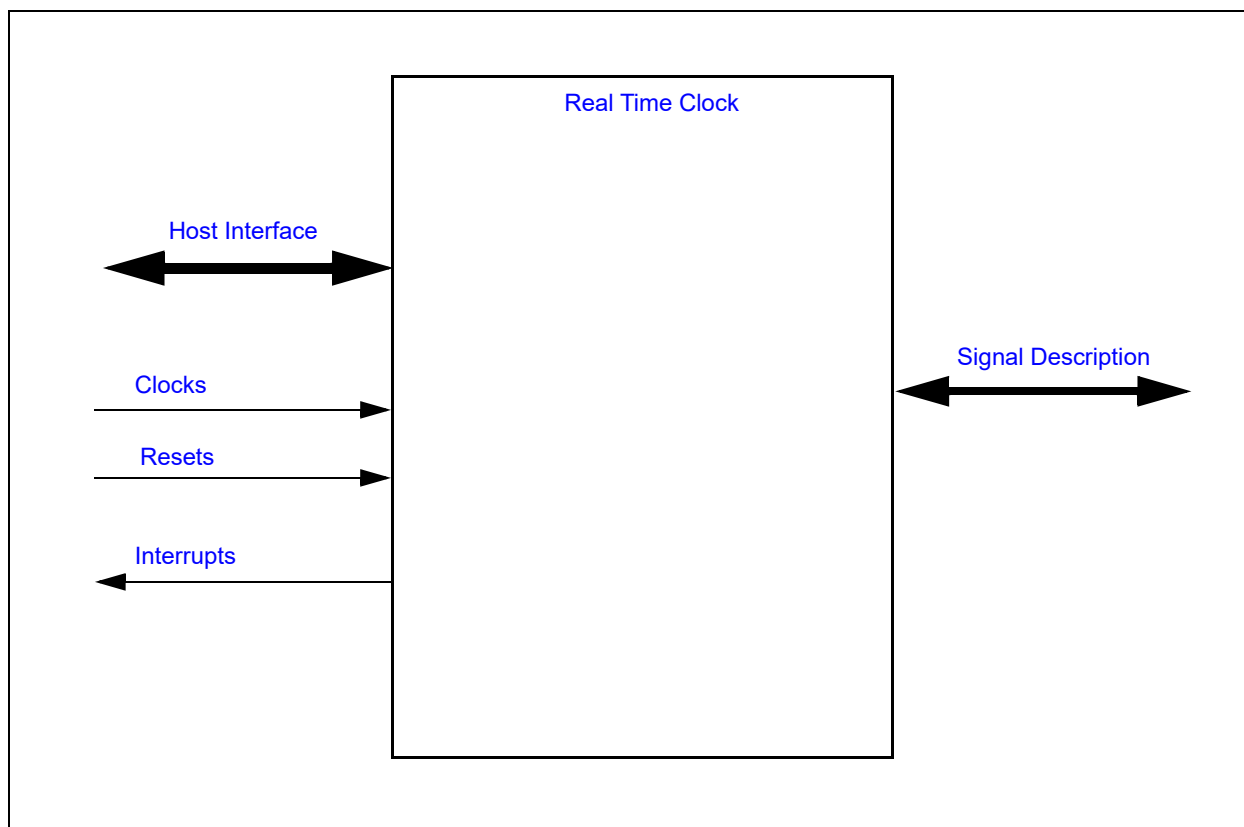 Real Time Clock
Host Interface
Signal Description
Clocks
Resets
Interrupts